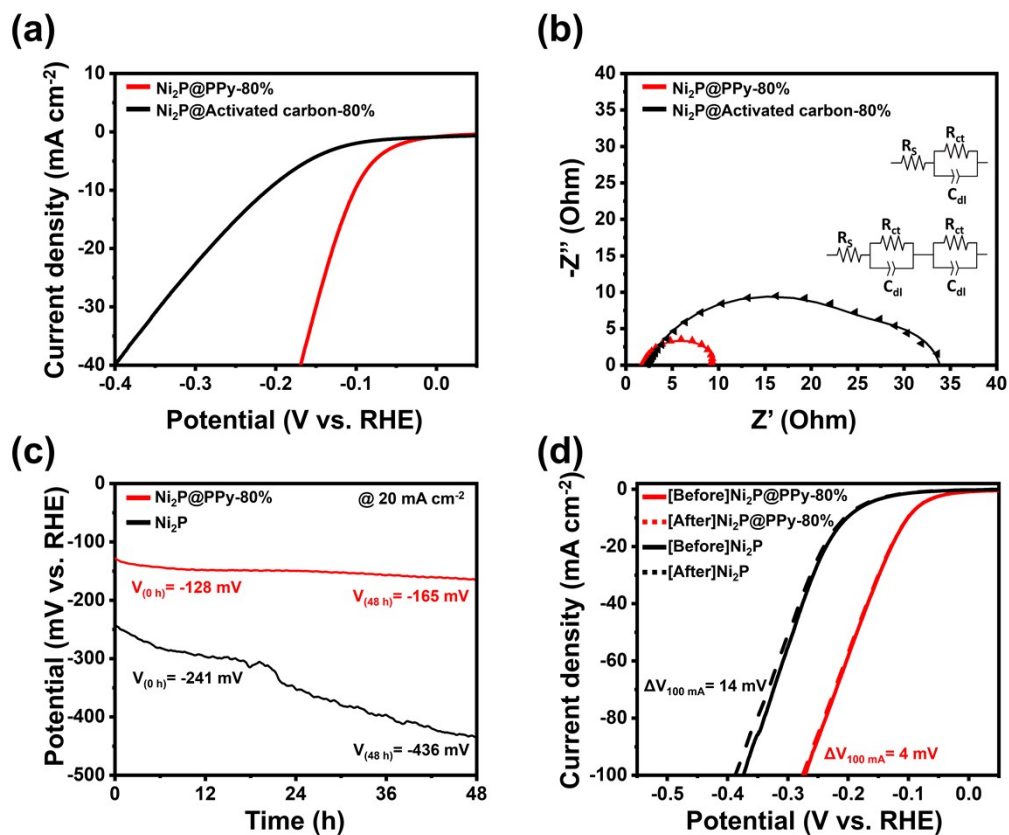 (a)
10
0
-10
-20
-30
-40
Current density (mA cm⁻²)
Ni₂P@PPy-80%
Ni₂P@Activated carbon-80%
-0.4 -0.3 -0.2 -0.1 0.0
Potential (V vs. RHE)
(b)
40
35
30
25
20
15
10
5
0
-Z'' (Ohm)
Ni₂P@PPy-80%
Ni₂P@Activated carbon-80%
Rct
RS
Cdl
Rct Rct
RS
Cdl Cdl
0 5 10 15 20 25 30 35 40
Z' (Ohm)
(c)
0
-100
-200
-300
-400
-500
Potential (mV vs. RHE)
Ni₂P@PPy-80% @ 20 mA cm⁻²
Ni₂P
V(0 h)= -128 mV V(48 h)= -165 mV
V(0 h)= -241 mV
V(48 h)= -436 mV
0 12 24 36 48
Time (h)
(d)
0
-20
-40
-60
-80
-100
Current density (mA cm⁻²)
[Before]Ni₂P@PPy-80%
[After]Ni₂P@PPy-80%
[Before]Ni₂P
[After]Ni₂P
ΔV100 mA= 14 mV
ΔV100 mA= 4 mV
-0.5 -0.4 -0.3 -0.2 -0.1 0.0
Potential (V vs. RHE)